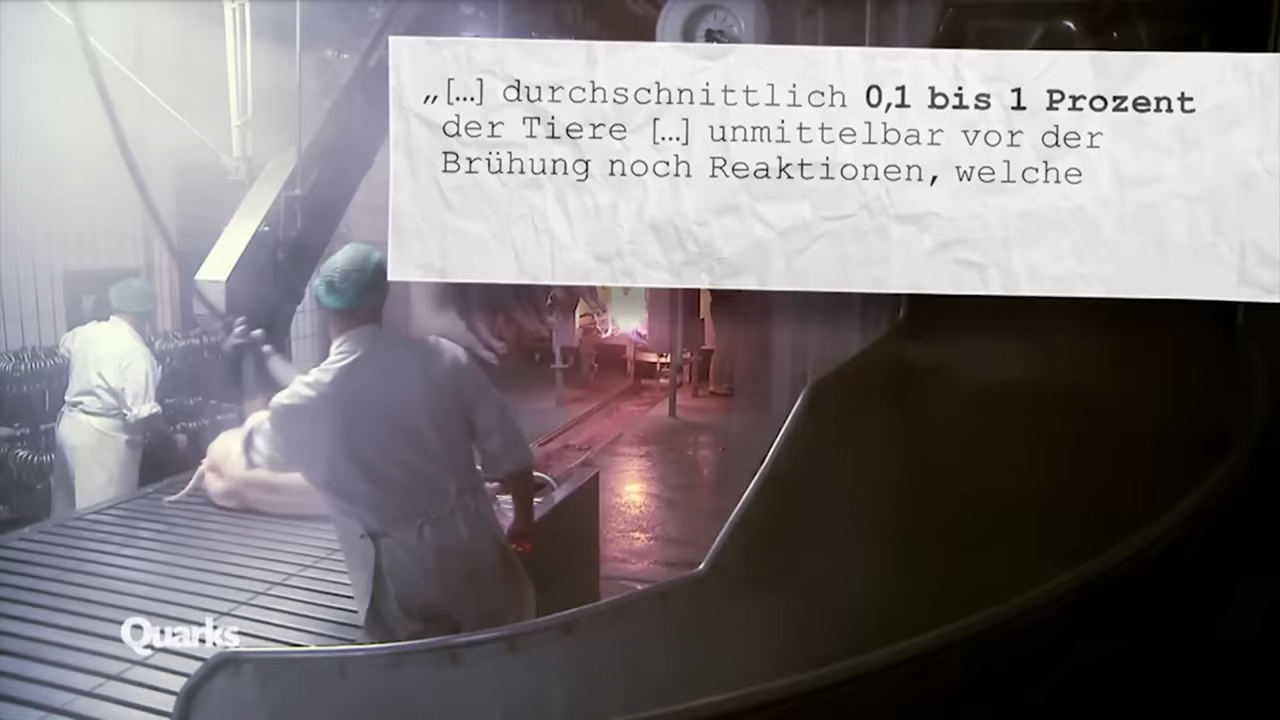 „[...] durchschnittlich 0,1 bis 1 Prozent
der Tiere [...] unmittelbar vor der
Brühung noch Reaktionen, welche
Quarks